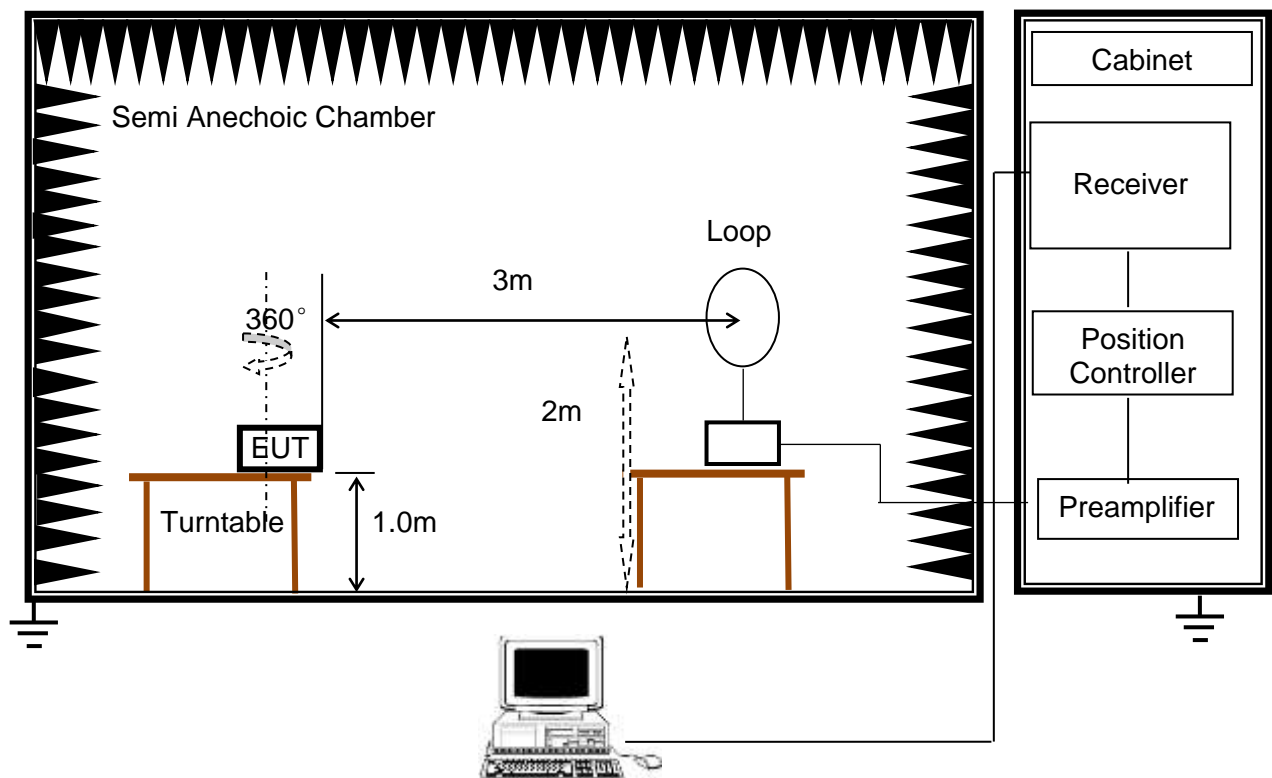 Cabinet
Semi Anechoic Chamber
Receiver
Loop
3m
360°
Position
Controller
2m
EUT
Turntable
1.0m
Preamplifier